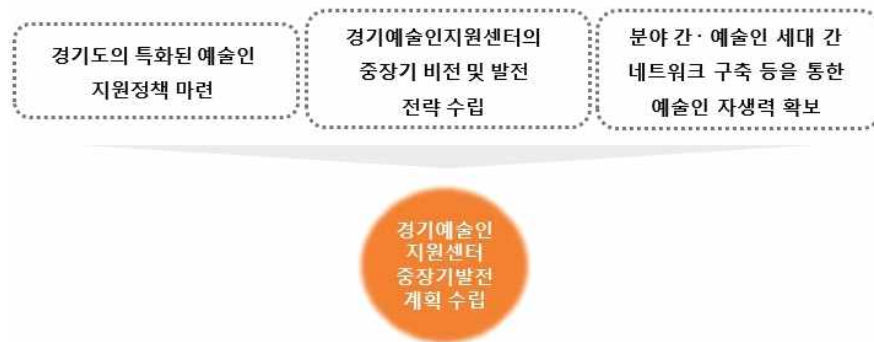 경기도의 특화된 예술인
지원정책 마련
경기예술인지원센터의
중장기 비전 및 발전
전략 수립
분야 간· 예술인 세대 간
네트워크 구축 등을 통한
예술인 자생력 확보
경기예술인
지원센터
중장기발전
계획 수립